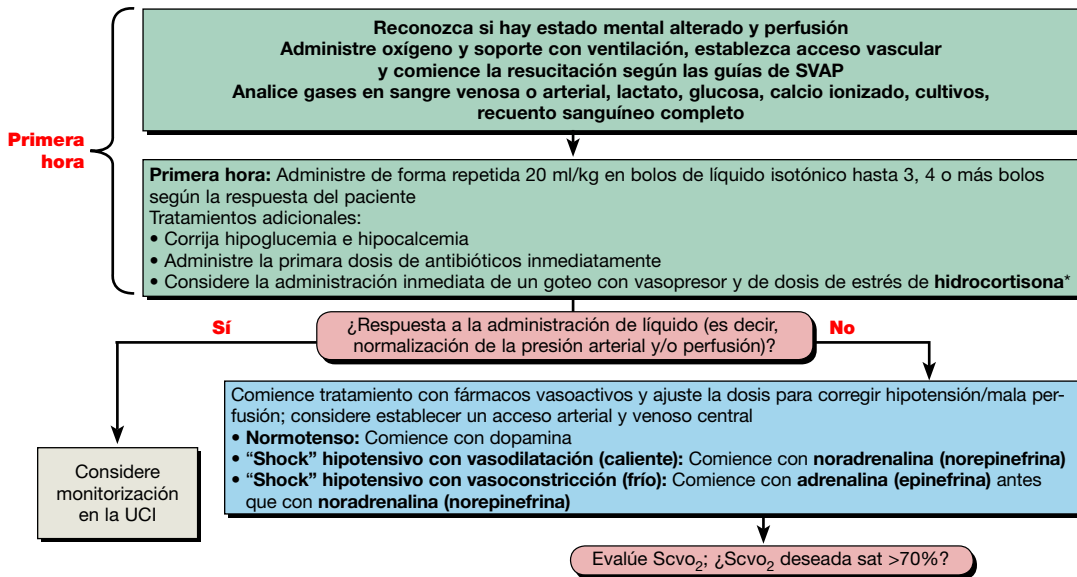 Reconozca si hay estado mental alterado y perfusión
Administre oxígeno y soporte con ventilación, establezca acceso vascular
y comience la resucitación según las guías de SVAP
Analice gases en sangre venosa o arterial, lactato, glucosa, calcio ionizado, cultivos,
recuento sanguíneo completo
Primera
hora
Primera hora: Administre de forma repetida 20 ml/kg en bolos de líquido isotónico hasta 3, 4 o más bolos
según la respuesta del paciente
Tratamientos adicionales:
• Corrija hipoglucemia e hipocalcemia
• Administre la primara dosis de antibióticos inmediatamente
• Considere la administración inmediata de un goteo con vasopresor y de dosis de estrés de hidrocortisona*
Sí
¿Respuesta a la administración de líquido (es decir,
normalización de la presión arterial y/o perfusión)?
No
Comience tratamiento con fármacos vasoactivos y ajuste la dosis para corregir hipotensión/mala per-
fusión; considere establecer un acceso arterial y venoso central
• Normotenso: Comience con dopamina
• “Shock” hipotensivo con vasodilatación (caliente): Comience con noradrenalina (norepinefrina)
• “Shock” hipotensivo con vasoconstricción (frío): Comience con adrenalina (epinefrina) antes
que con noradrenalina (norepinefrina)
Considere
monitorización
en la UCI
Evalúe Scvo₂; ¿Scvo₂ deseada sat >70%?